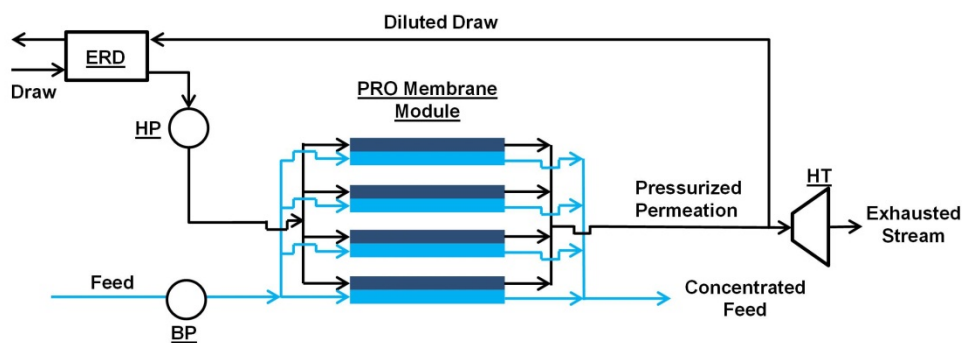 Diluted Draw
ERD
Draw
PRO Membrane
Module
HP
HT
Pressurized
Permeation
Exhausted
Stream
Feed
Concentrated
Feed
BP